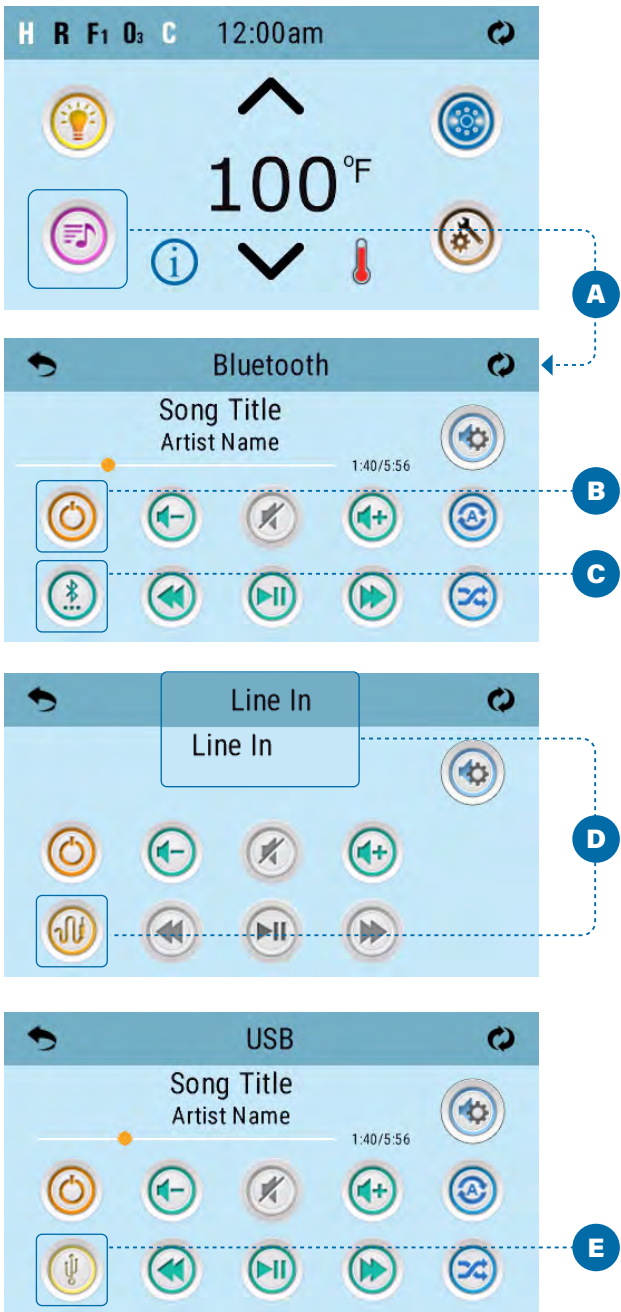 H R F1 O3 C 12:00am
100°F
i
A
Bluetooth
Song Title
Artist Name
1:40/5:56
B
A
C
Line In
Line In
D
USB
Song Title
Artist Name
1:40/5:56
A
E